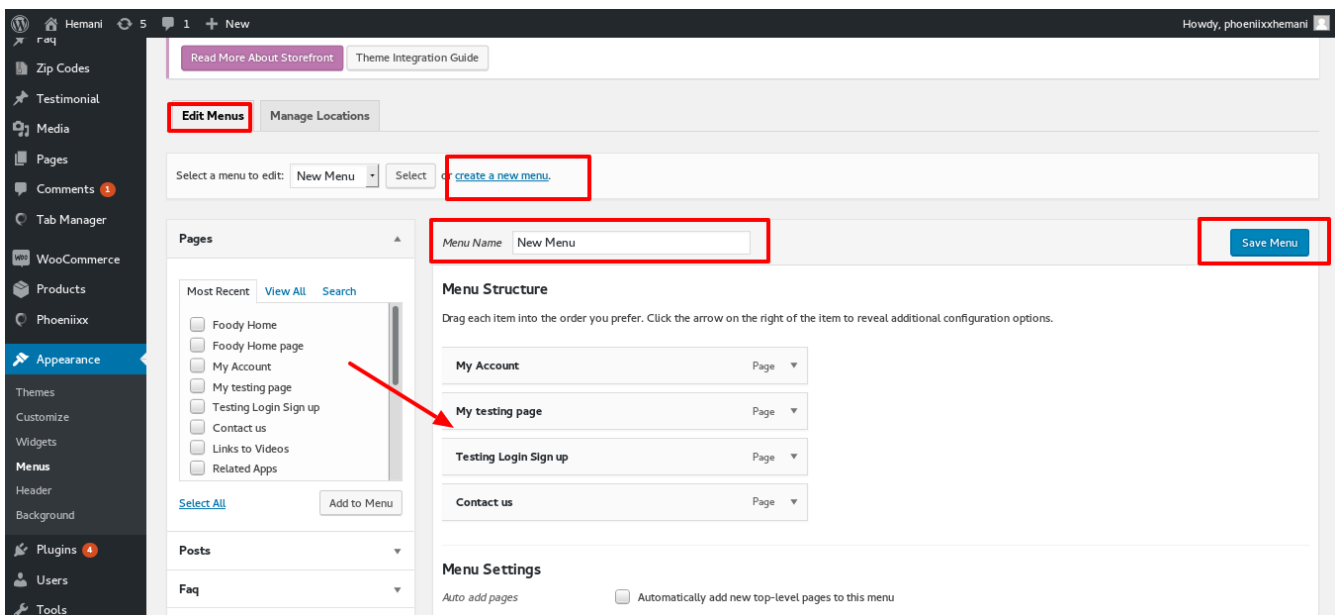 Hemani 5 1 + New Howdy, phoeniixxhemani
Faq
Zip Codes
Testimonial
Media
Pages
Comments 1
Tab Manager
WooCommerce
Products
Phoeniixx
Appearance
Themes
Customize
Widgets
Menus
Header
Background
Plugins 4
Users
Tools
Read More About Storefront Theme Integration Guide
Edit Menus Manage Locations
Select a menu to edit: New Menu Select or create a new menu.
Pages
Most Recent View All Search
Foody Home
Foody Home page
My Account
My testing page
Testing Login Sign up
Contact us
Links to Videos
Related Apps
Select All Add to Menu
Posts
Faq
Menu Name New Menu Save Menu
Menu Structure
Drag each item into the order you prefer. Click the arrow on the right of the item to reveal additional configuration options.
My Account Page
My testing page Page
Testing Login Sign up Page
Contact us Page
Menu Settings
Auto add pages Automatically add new top-level pages to this menu